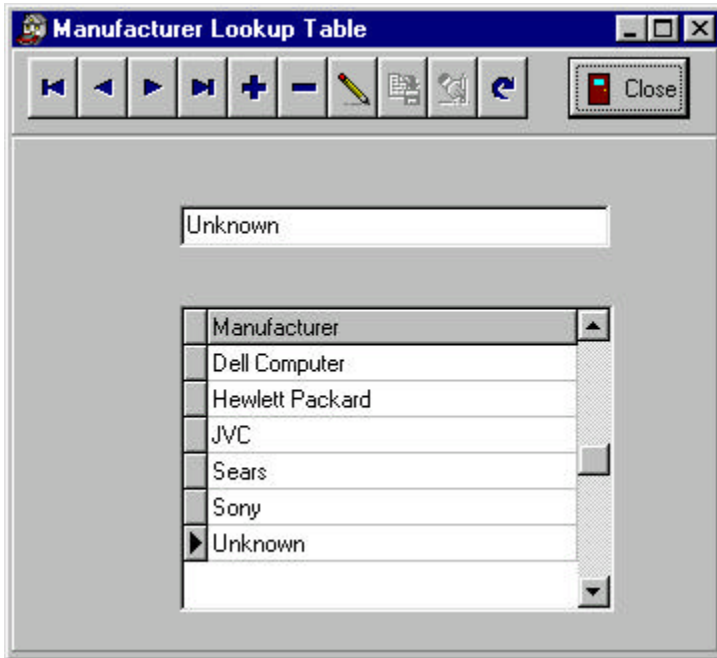 Manufacturer Lookup Table
Close
Unknown
Manufacturer
Dell Computer
Hewlett Packard
JVC
Sears
Sony
Unknown